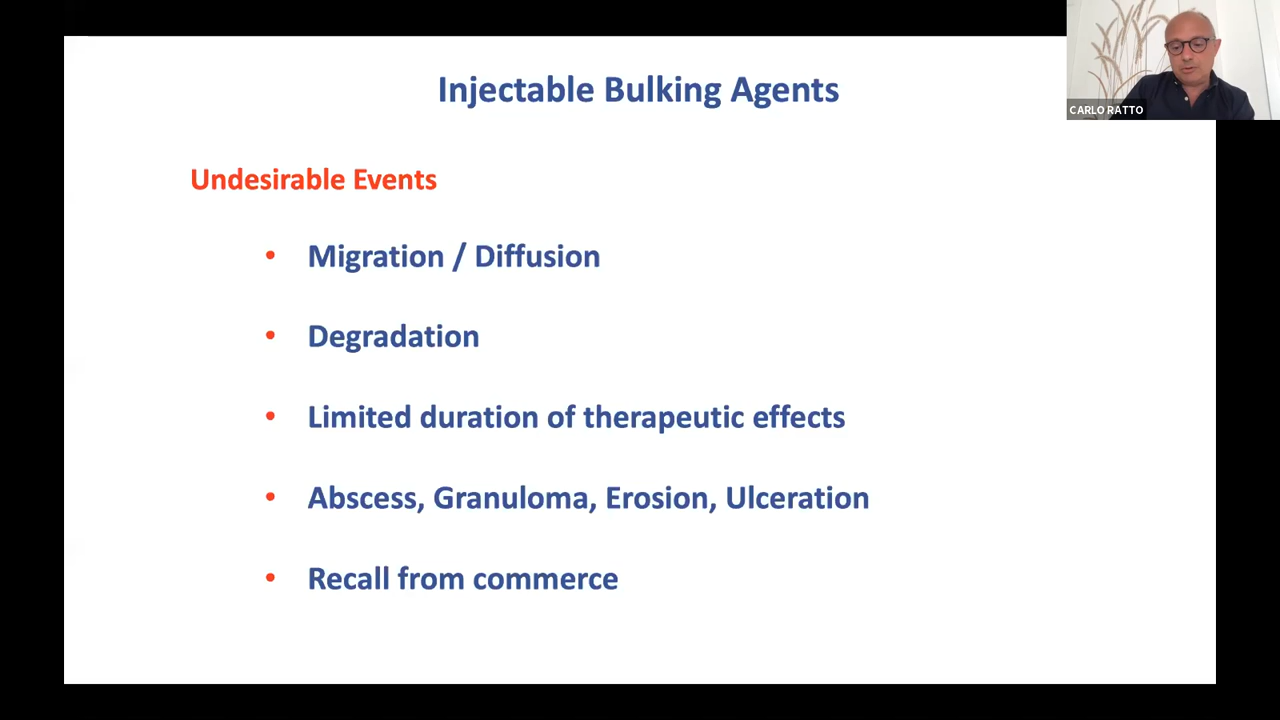 Injectable Bulking Agents
CARLO RATTO
Undesirable Events
• Migration / Diffusion
• Degradation
• Limited duration of therapeutic effects
• Abscess, Granuloma, Erosion, Ulceration
• Recall from commerce